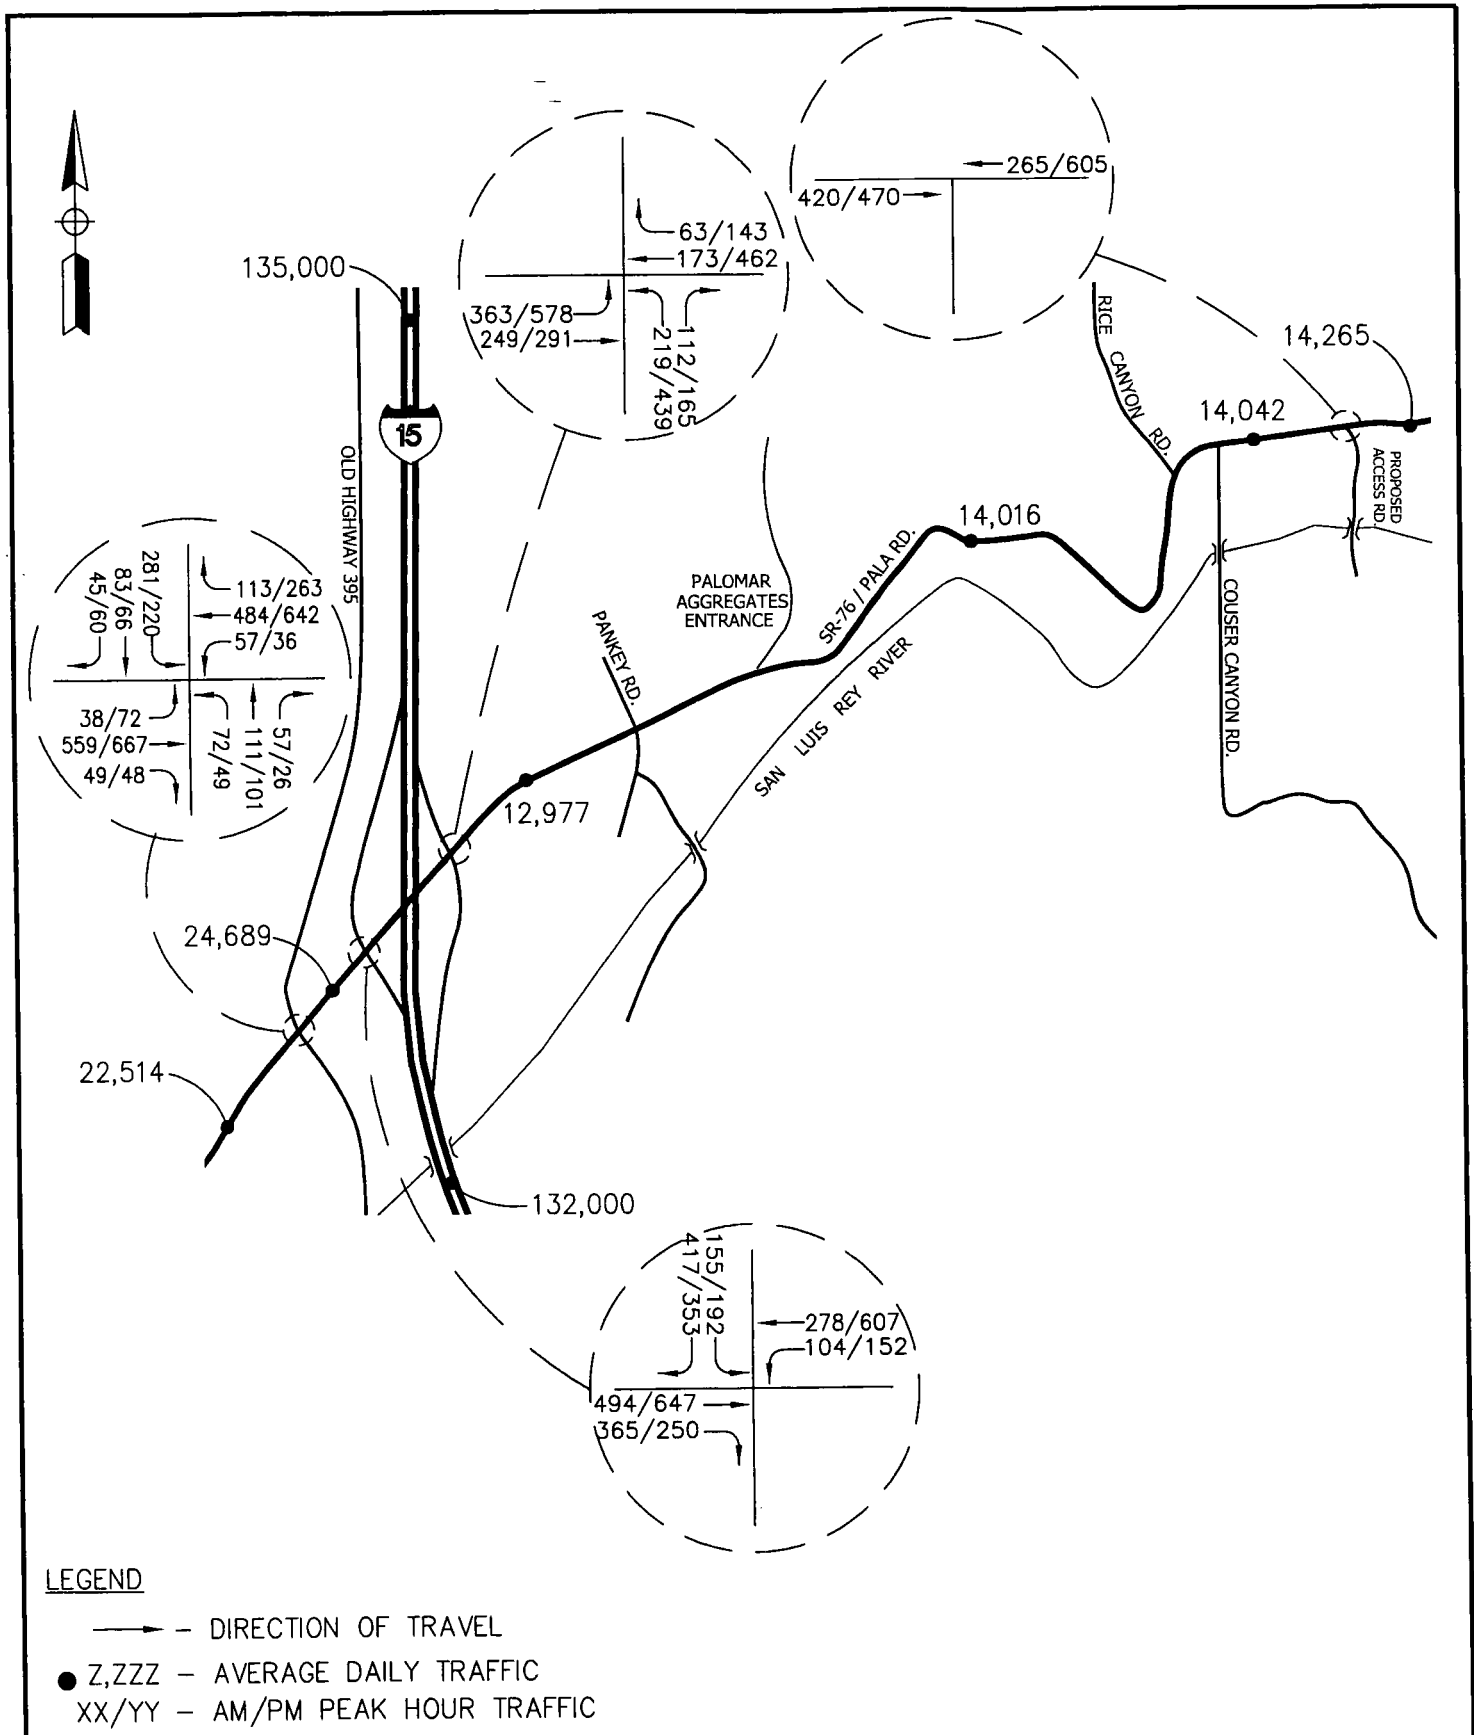 265/605
420/470
63/143
173/462
363/578
249/291
112/165
219/439
135,000
15
OLD HIGHWAY 395
RICE CANYON RD.
14,265
14,042
PROPOSED
ACCESS RD.
14,016
SR-76 / PALA RD.
PALOMAR
AGGREGATES
ENTRANCE
PANKEY RD.
SAN LUIS REY RIVER
COUSER CANYON RD.
281/220
83/66
45/60
113/263
484/642
57/36
38/72
559/667
49/48
57/26
111/101
72/49
12,977
24,689
22,514
132,000
155/192
417/353
278/607
104/152
494/647
365/250
LEGEND
– DIRECTION OF TRAVEL
Z,ZZZ – AVERAGE DAILY TRAFFIC
XX/YY – AM/PM PEAK HOUR TRAFFIC